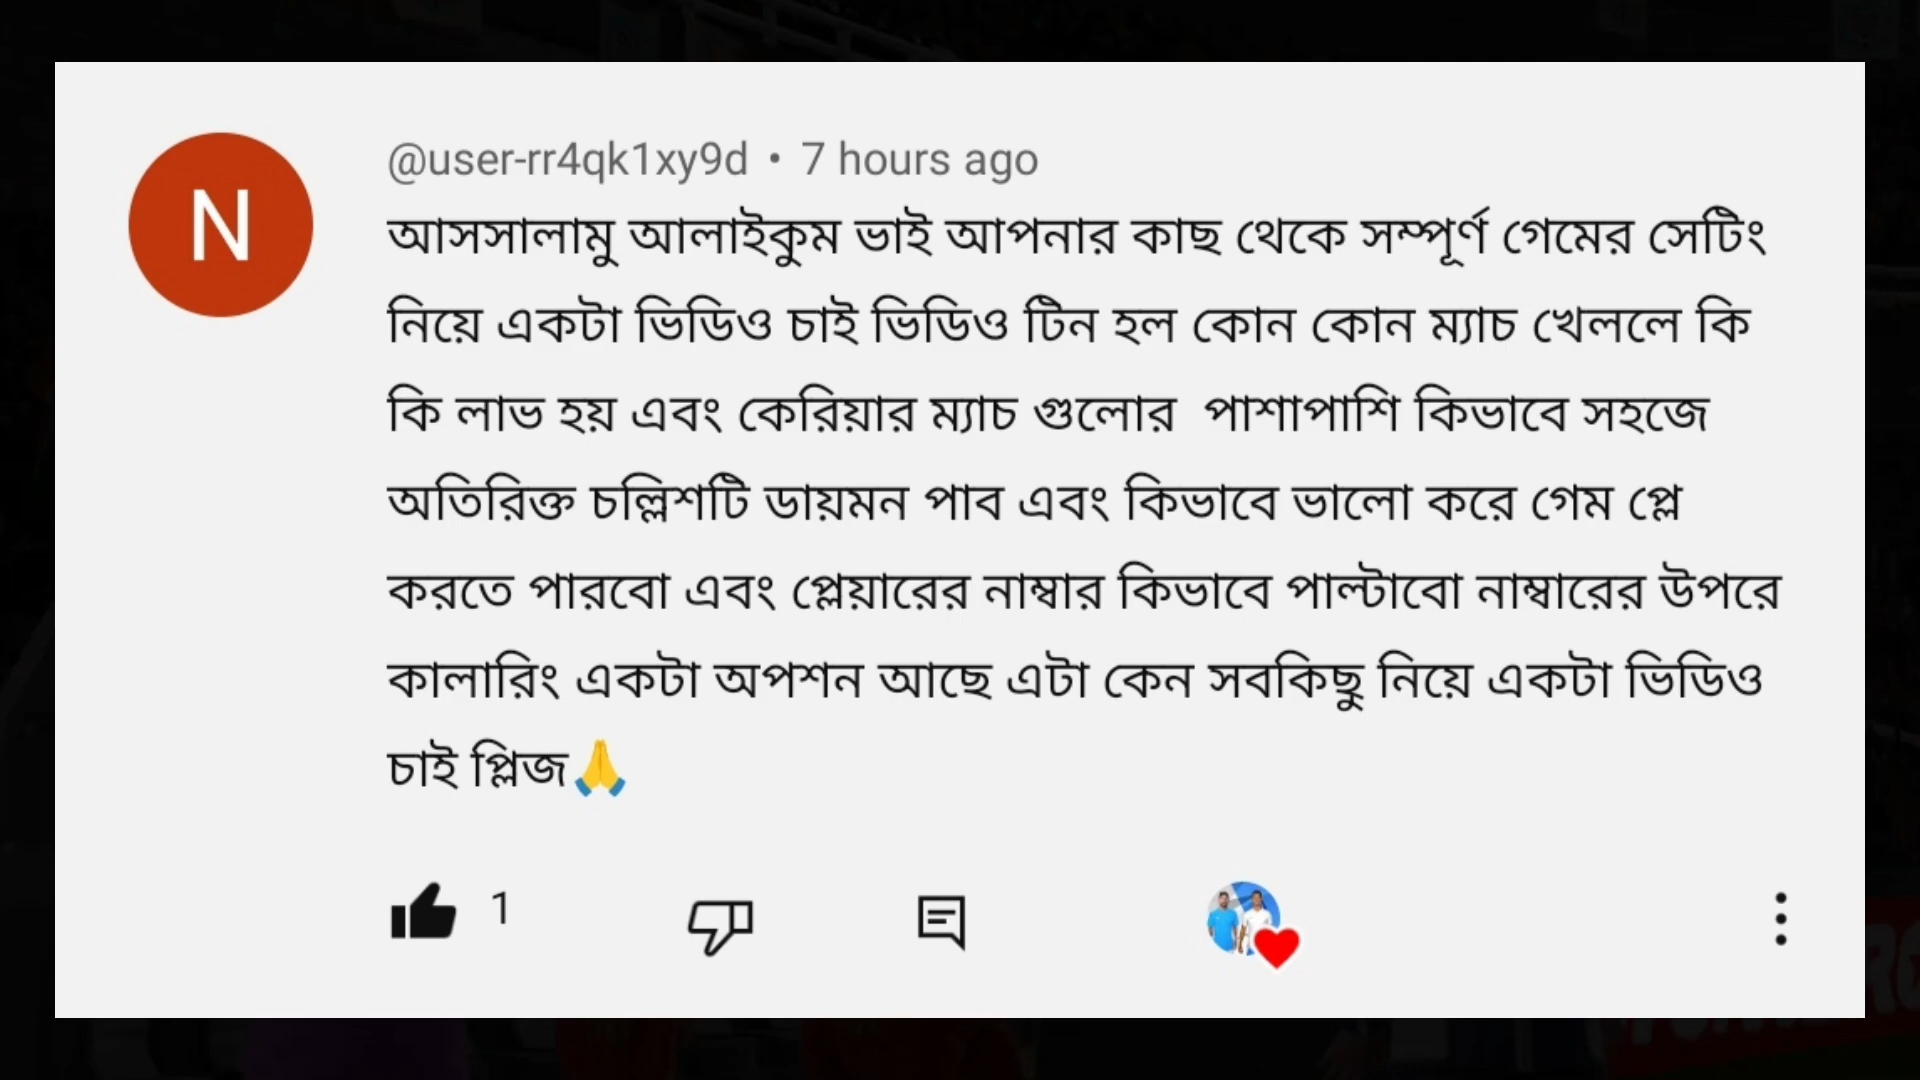 N
@user-rr4qk1xy9d • 7 hours ago
আসসালামু আলাইকুম ভাই আপনার কাছ থেকে সম্পূর্ণ গেমের সেটিং
নিয়ে একটা ভিডিও চাই ভিডিও টিন হল কোন কোন ম্যাচ খেললে কি
কি লাভ হয় এবং কেরিয়ার ম্যাচ গুলোর  পাশাপাশি কিভাবে সহজে
অতিরিক্ত চল্লিশটি ডায়মন পাব এবং কিভাবে ভালো করে গেম প্লে
করতে পারবো এবং প্লেয়ারের নাম্বার কিভাবে পাল্টাবো নাম্বারের উপরে
কালারিং একটা অপশন আছে এটা কেন সবকিছু নিয়ে একটা ভিডিও
চাই প্লিজ🙏
1